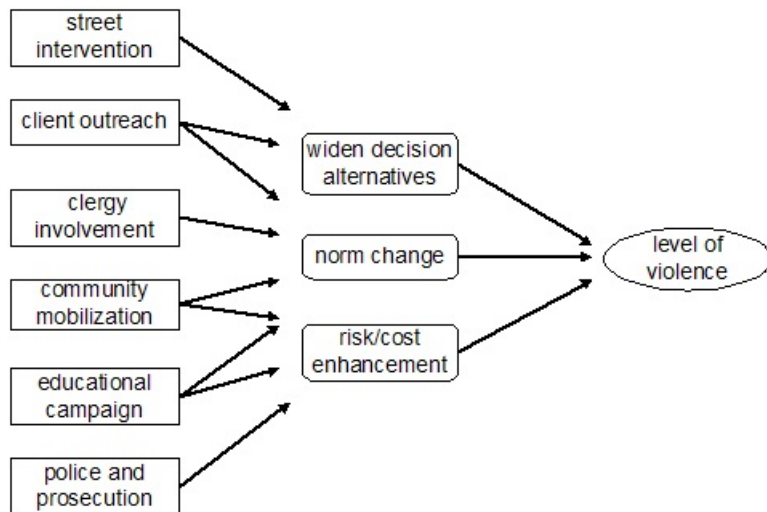 street
intervention
client outreach
clergy
involvement
community
mobilization
educational
campaign
police and
prosecution
widen decision
alternatives
norm change
risk/cost
enhancement
level of
violence